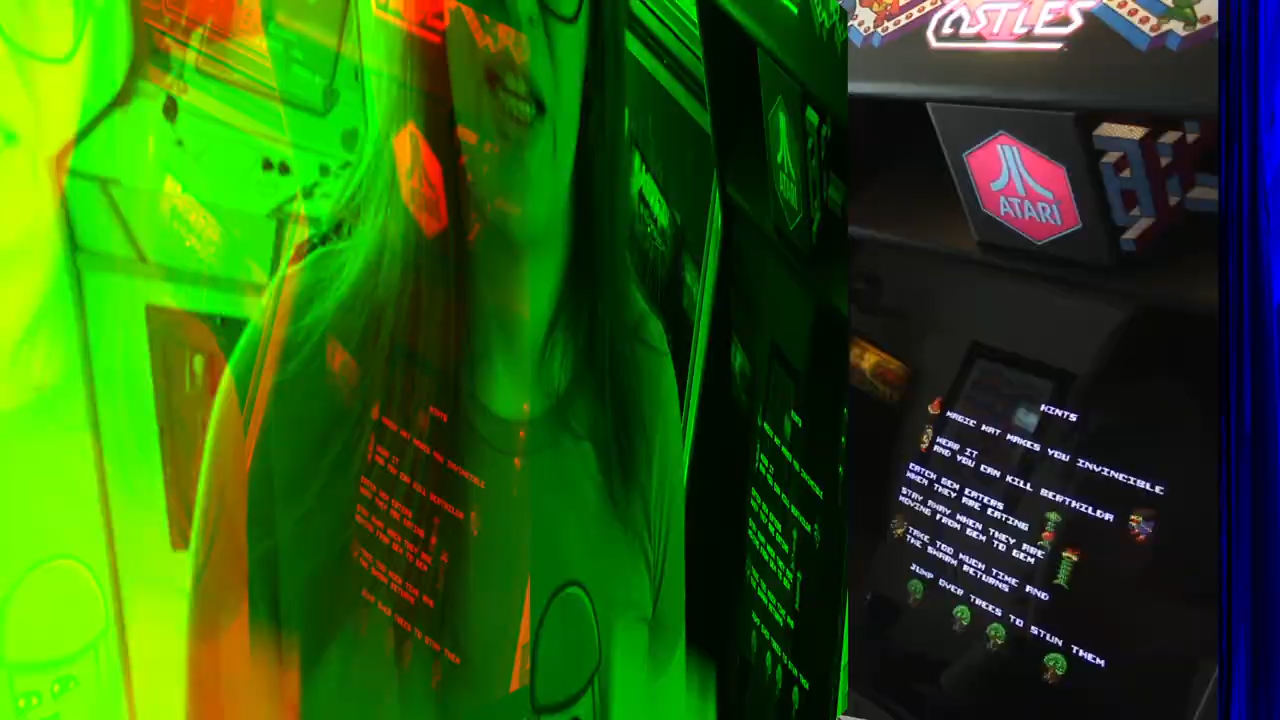 CASTLES
ATARI
HINTS
MAGIC HAT MAKES YOU INVINCIBLE
WEAR IT
AND YOU CAN KILL BERTHILDA
CATCH GEM EATERS
WHEN THEY ARE EATING
STAY AWAY WHEN THEY ARE
MOVING FROM GEM TO GEM
TAKE TOO MUCH TIME AND
THE SWARM RETURNS
JUMP OVER TREES TO STUN THEM